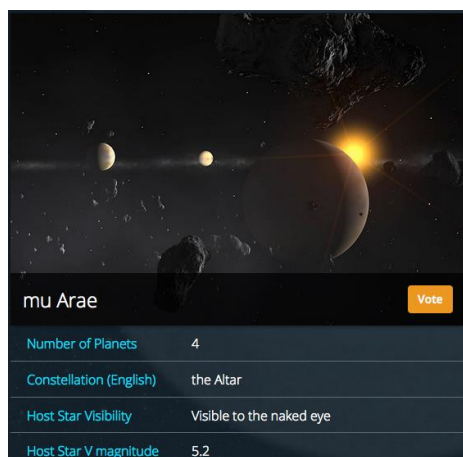 mu Arae Vote
Number of Planets 4
Constellation (English) the Altar
Host Star Visibility Visible to the naked eye
Host Star V magnitude 5.2